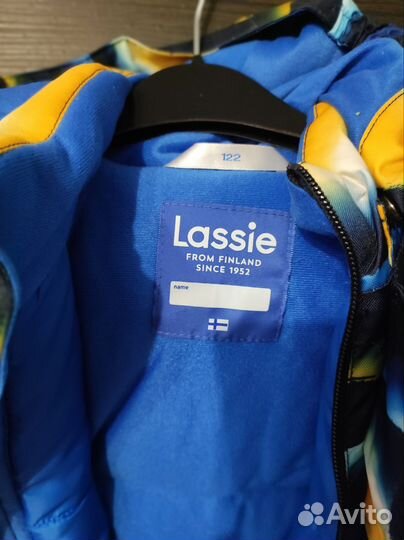 122
Lassie
FROM FINLAND
SINCE 1952
name
Avito